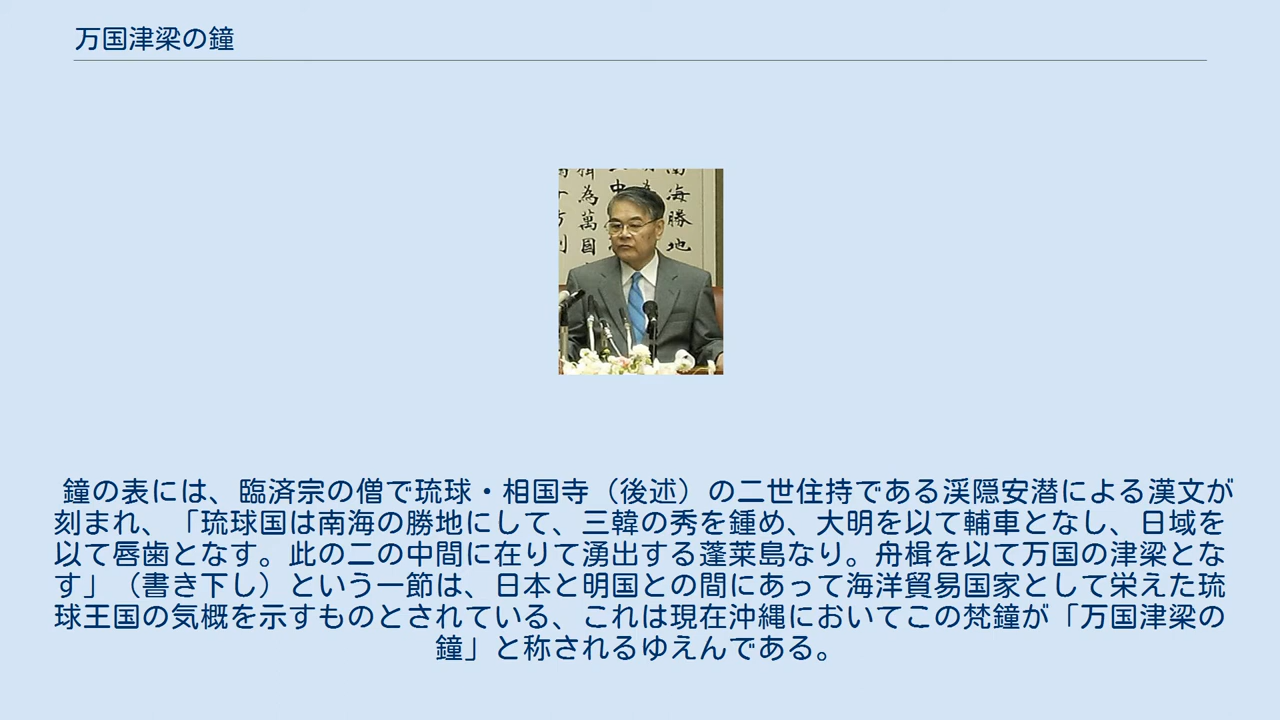 万国津梁の鐘
南海勝地
為萬國
中
鐘の表には、臨済宗の僧で琉球・相国寺（後述）の二世住持である渓隠安潜による漢文が
刻まれ、「琉球国は南海の勝地にして、三韓の秀を鍾め、大明を以て輔車となし、日域を
以て唇歯となす。此の二の中間に在りて湧出する蓬莱島なり。舟楫を以て万国の津梁とな
す」（書き下し）という一節は、日本と明国との間にあって海洋貿易国家として栄えた琉
球王国の気概を示すものとされている、これは現在沖縄においてこの梵鐘が「万国津梁の
鐘」と称されるゆえんである。